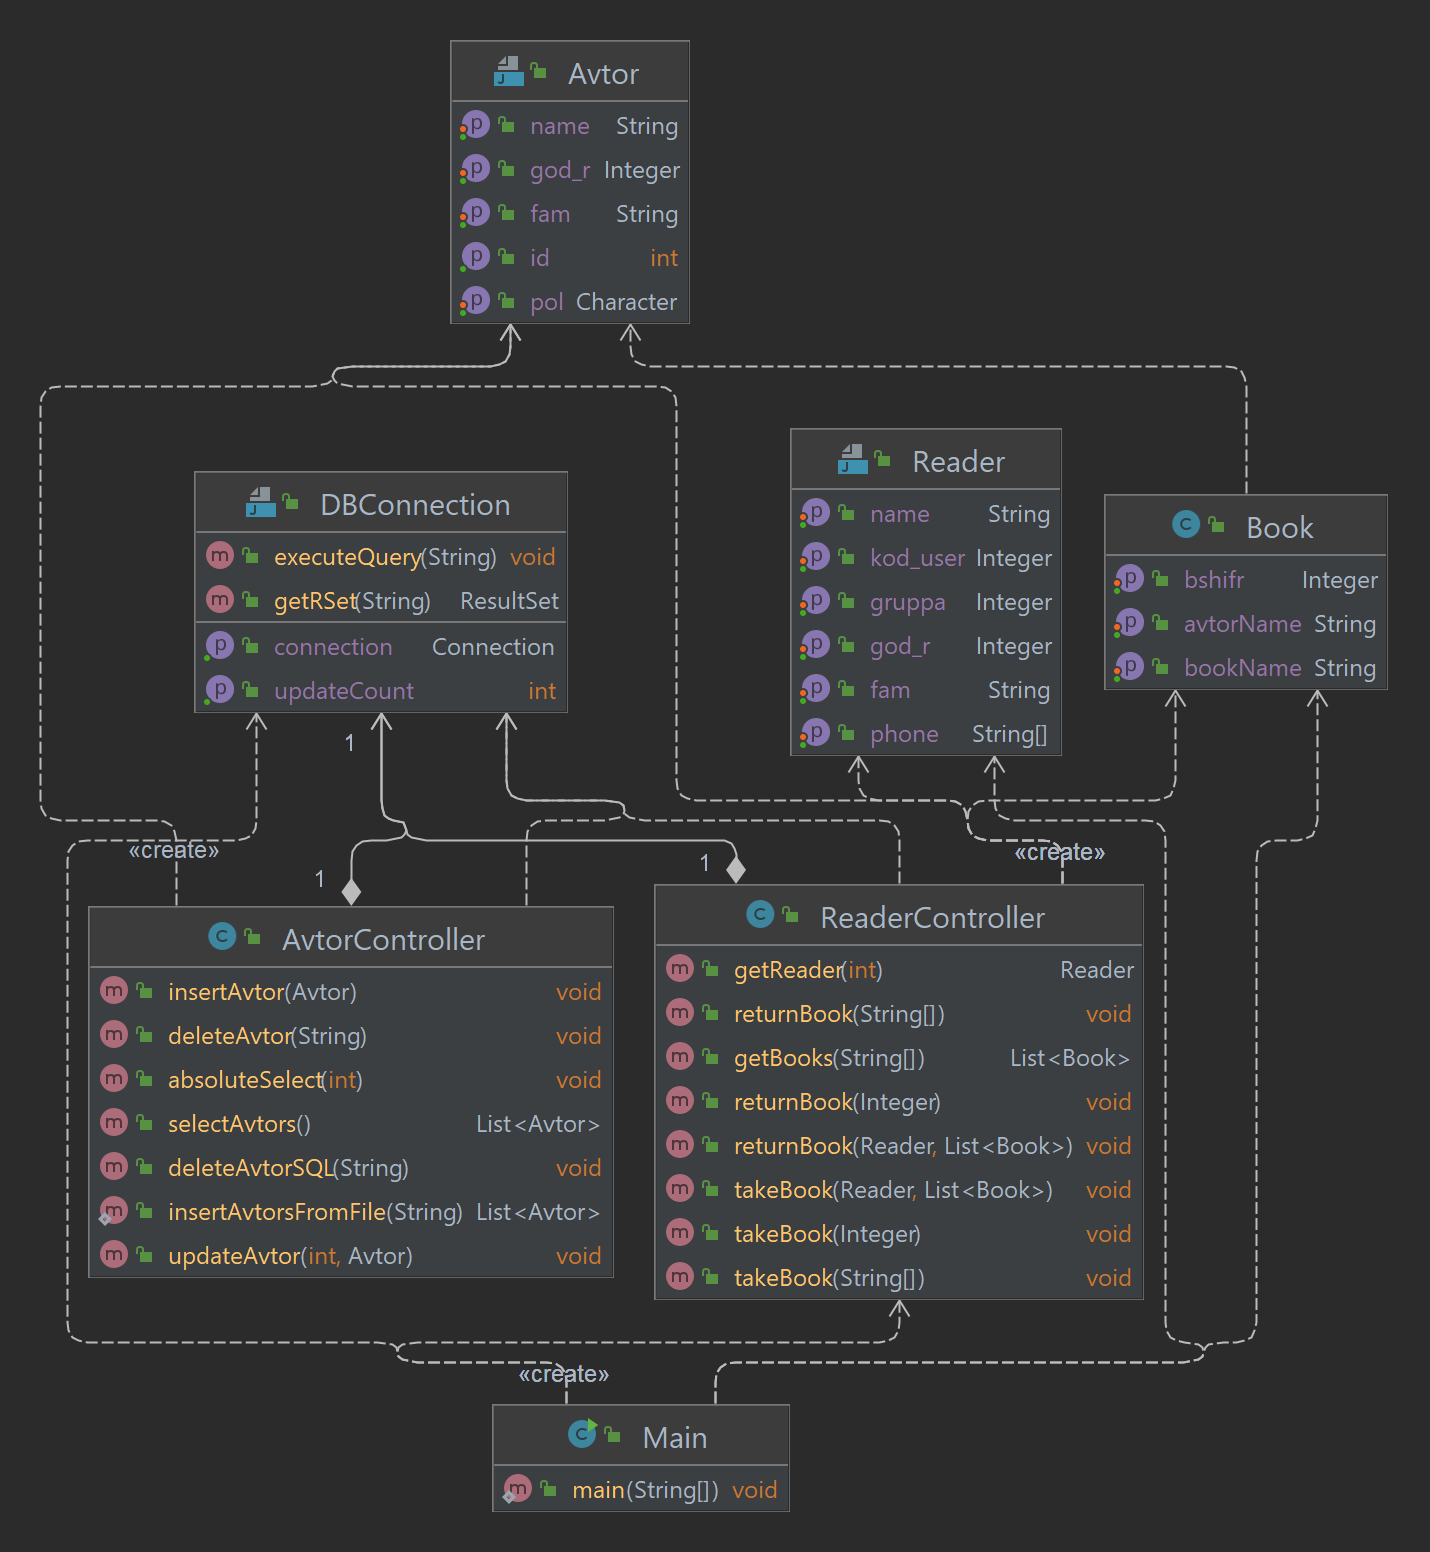 Avtor
name String
god_r Integer
fam String
id int
pol Character
DBConnection
executeQuery(String) void
getRSet(String) ResultSet
connection Connection
updateCount int
Reader
name String
kod_user Integer
gruppa Integer
god_r Integer
fam String
phone String[]
Book
bshifr Integer
avtorName String
bookName String
1
«create»
1
1
«create»
AvtorController
insertAvtor(Avtor) void
deleteAvtor(String) void
absoluteSelect(int) void
selectAvtors() List<Avtor>
deleteAvtorSQL(String) void
insertAvtorsFromFile(String) List<Avtor>
updateAvtor(int, Avtor) void
ReaderController
getReader(int) Reader
returnBook(String[]) void
getBooks(String[]) List<Book>
returnBook(Integer) void
returnBook(Reader, List<Book>) void
takeBook(Reader, List<Book>) void
takeBook(Integer) void
takeBook(String[]) void
«create»
Main
main(String[]) void